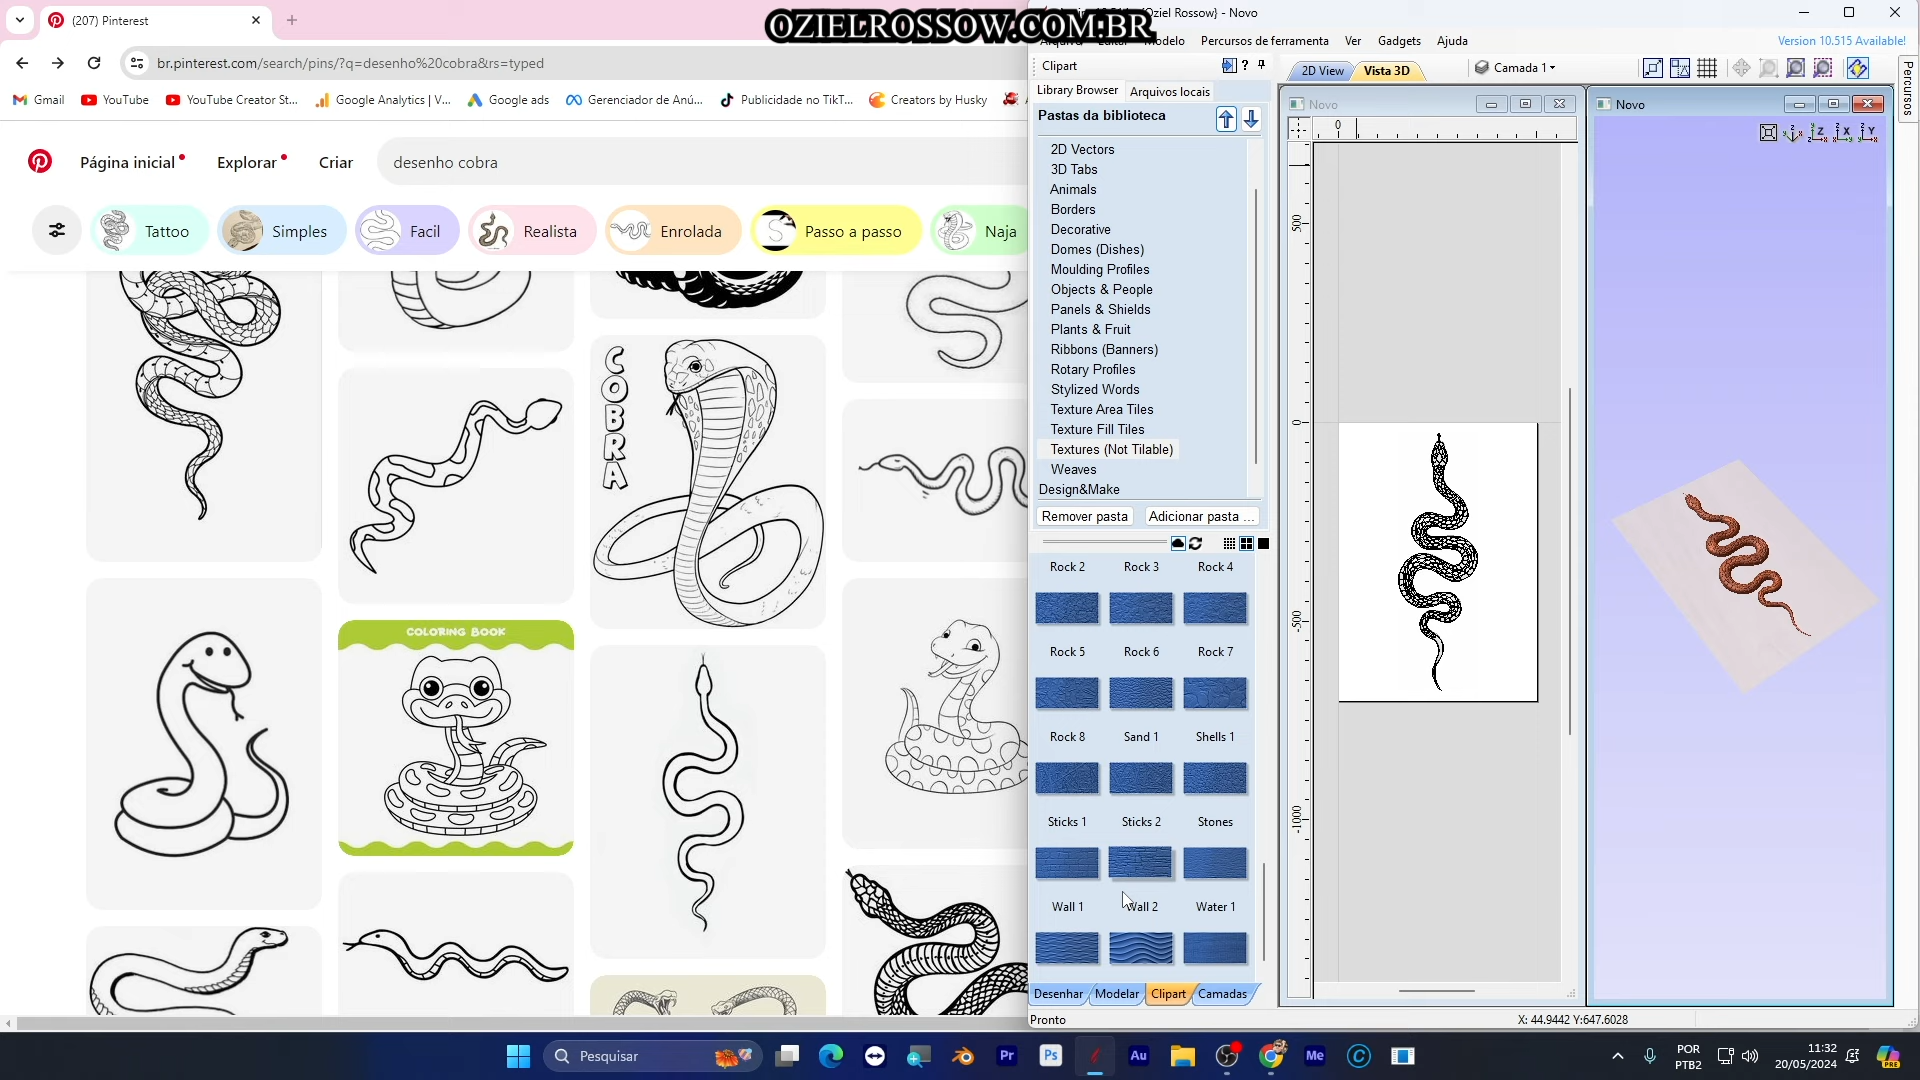 (207) Pinterest
OZIELROSSOW.COM.BR
Oziel Rossow} - Novo
br.pinterest.com/search/pins/?q=desenho%20cobra&rs=typed
Modelo
Percursos de ferramenta
Ver
Gadgets
Ajuda
Version 10.515 Available!
Gmail
YouTube
YouTube Creator St...
Google Analytics | V...
Google ads
Gerenciador de Anú...
Publicidade no TikT...
Creators by Husky
Página inicial
Explorar
Criar
desenho cobra
Tattoo
Simples
Facil
Realista
Enrolada
Passo a passo
Naja
COBRA
COLORING BOOK
Clipart
Library Browser
Arquivos locais
Pastas da biblioteca
2D Vectors
3D Tabs
Animals
Borders
Decorative
Domes (Dishes)
Moulding Profiles
Objects & People
Panels & Shields
Plants & Fruit
Ribbons (Banners)
Rotary Profiles
Stylized Words
Texture Area Tiles
Texture Fill Tiles
Textures (Not Tilable)
Weaves
Design&Make
Remover pasta
Adicionar pasta ...
Rock 2
Rock 3
Rock 4
Rock 5
Rock 6
Rock 7
Rock 8
Sand 1
Shells 1
Sticks 1
Sticks 2
Stones
Wall 1
Wall 2
Water 1
Desenhar
Modelar
Clipart
Camadas
Pronto
2D View
Vista 3D
Camada 1
Percursos
Novo
Novo
0
500
0
-500
-1000
X: 44.9442 Y:647.6028
Pesquisar
Pr
Ps
Au
Me
POR
PTB2
11:32
20/05/2024